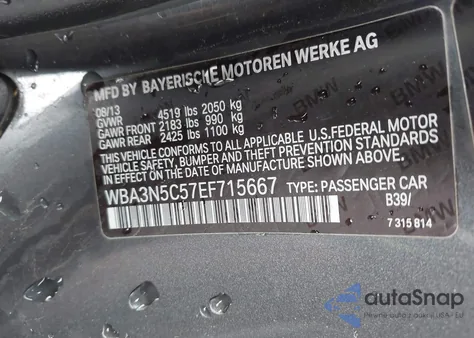 MFD BY BAYERISCHE MOTOREN WERKE AG
08/13
GVWR 4519 lbs 2050 kg
GAWR FRONT 2183 lbs 990 kg
GAWR REAR 2425 lbs 1100 kg
THIS VEHICLE CONFORMS TO ALL APPLICABLE U.S.FEDERAL MOTOR
VEHICLE SAFETY, BUMPER AND THEFT PREVENTION STANDARDS
IN EFFECT ON THE DATE OF MANUFACTURE SHOWN ABOVE.
WBA3N5C57EF715667 TYPE: PASSENGER CAR
B39/
7 315 814
BMW
BMW
autoSnap